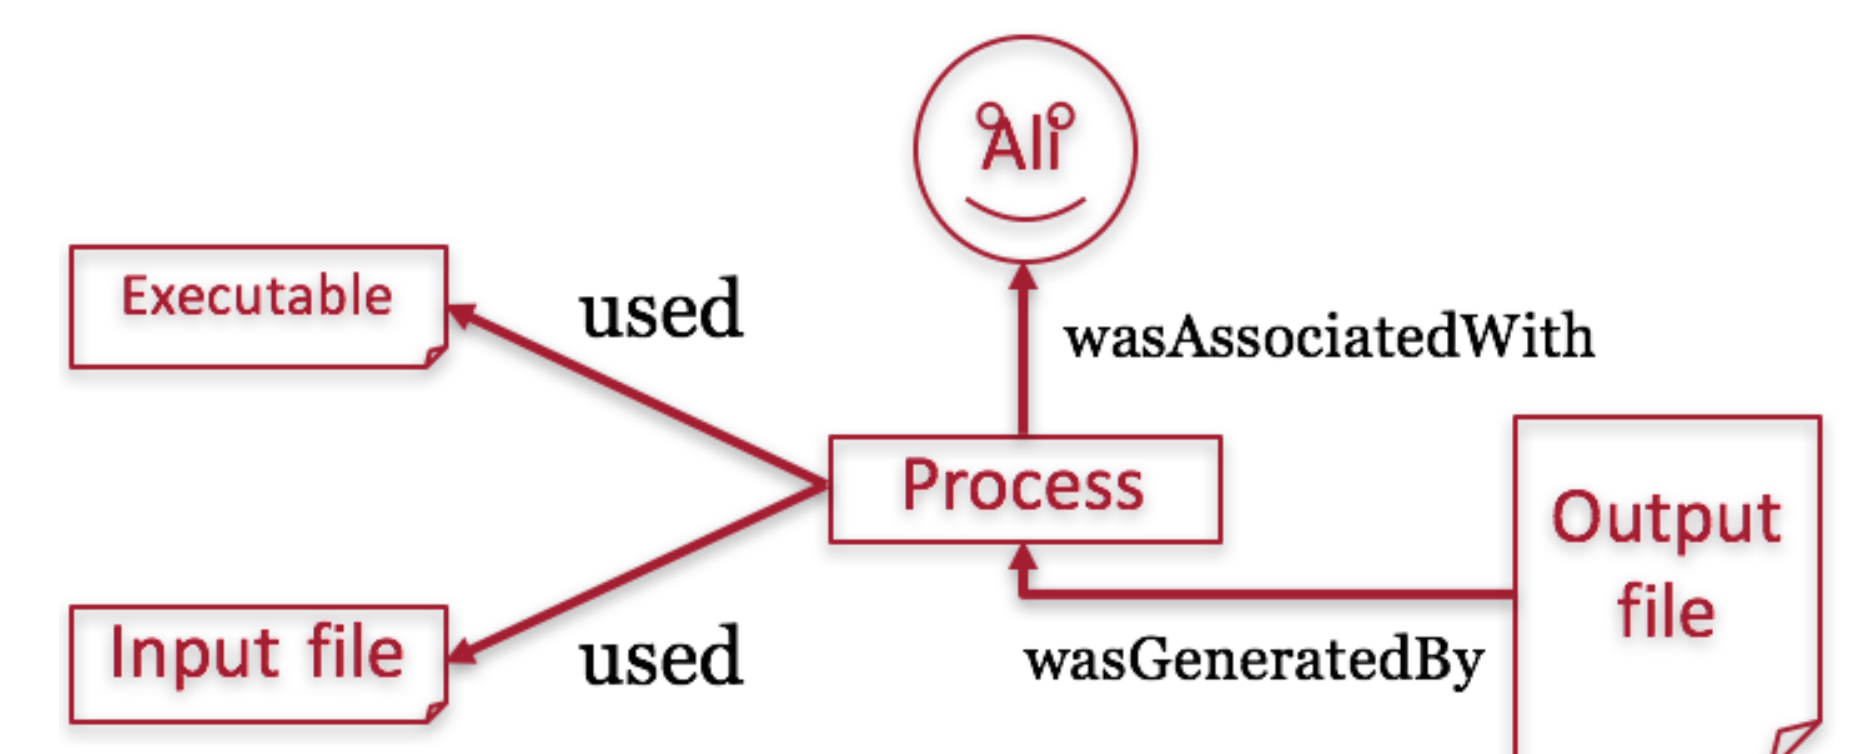 Ali
Executable
used
wasAssociatedWith
Process
Output
file
Input file
used
wasGeneratedBy